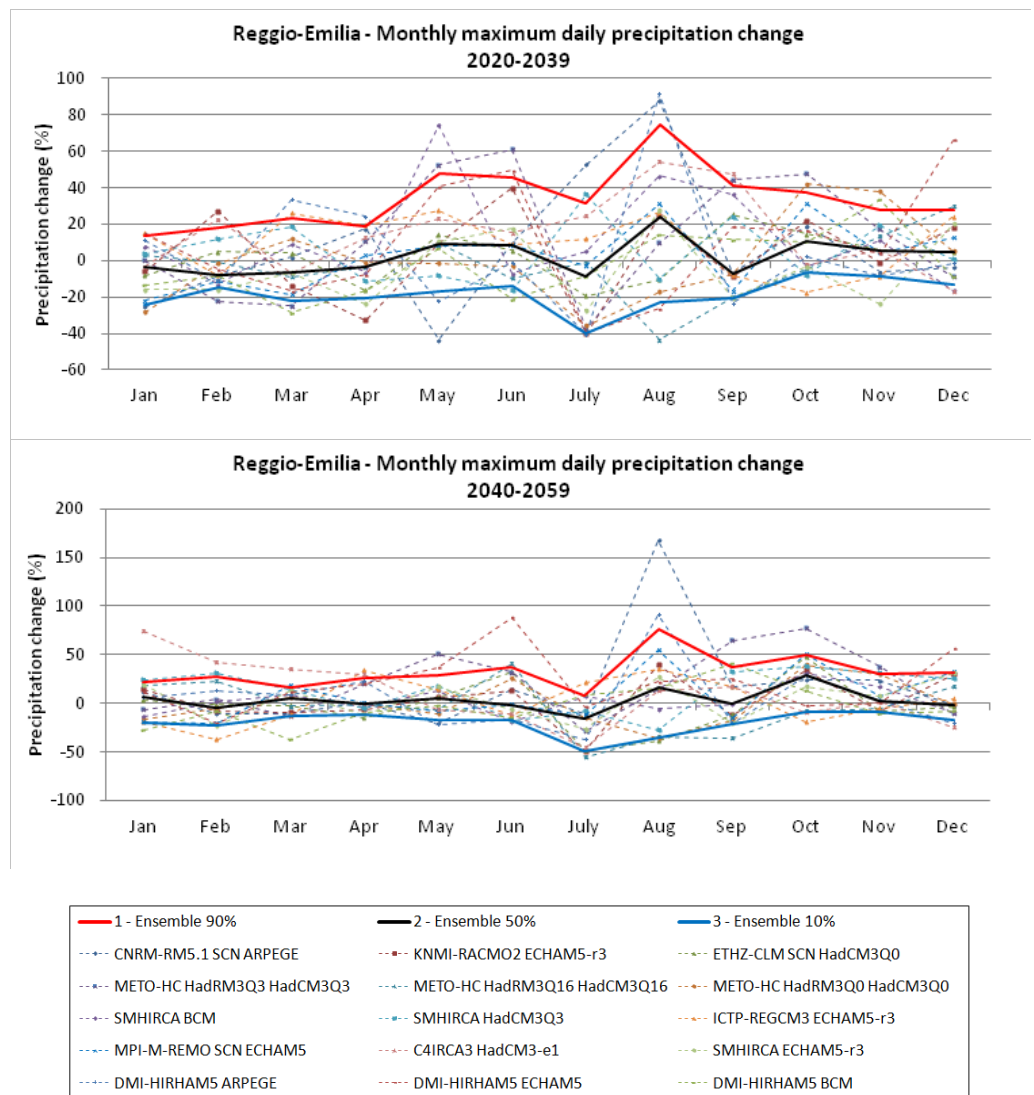 Reggio-Emilia - Monthly maximum daily precipitation change
2020-2039
Precipitation change (%)
100
80
60
40
20
0
-20
-40
-60
Jan Feb Mar Apr May Jun July Aug Sep Oct Nov Dec
Reggio-Emilia - Monthly maximum daily precipitation change
2040-2059
Precipitation change (%)
200
150
100
50
0
-50
-100
Jan Feb Mar Apr May Jun July Aug Sep Oct Nov Dec
1 - Ensemble 90% 2 - Ensemble 50% 3 - Ensemble 10%
CNRM-RM5.1 SCN ARPEGE KNMI-RACMO2 ECHAM5-r3 ETHZ-CLM SCN HadCM3Q0
METO-HC HadRM3Q3 HadCM3Q3 METO-HC HadRM3Q16 HadCM3Q16 METO-HC HadRM3Q0 HadCM3Q0
SMHIRCA BCM SMHIRCA HadCM3Q3 ICTP-REGCM3 ECHAM5-r3
MPI-M-REMO SCN ECHAM5 C4IRCA3 HadCM3-e1 SMHIRCA ECHAM5-r3
DMI-HIRHAM5 ARPEGE DMI-HIRHAM5 ECHAM5 DMI-HIRHAM5 BCM